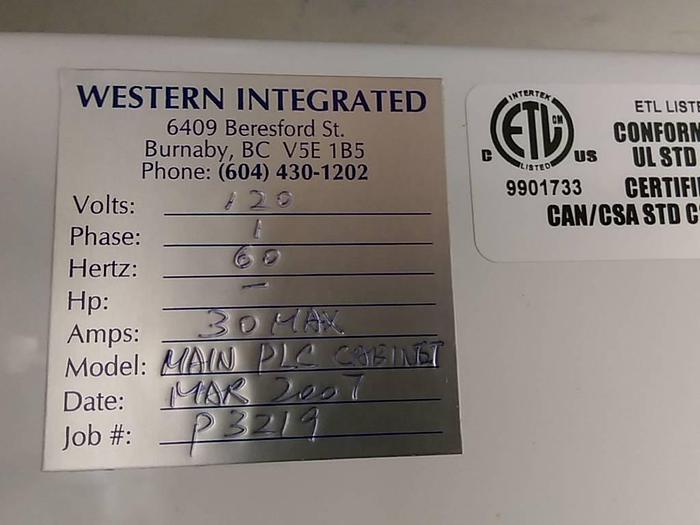 WESTERN INTEGRATED
6409 Beresford St.
Burnaby, BC V5E 1B5
Phone: (604) 430-1202
Volts: 120
Phase: 1
Hertz: 60
Hp: -
Amps: 30 MAX
Model: MAIN PLC CABINET
Date: MAR 2007
Job #: P3219
INTERTEK
ETL CM
LISTED
C US
9901733
ETL LISTE
CONFORM
UL STD
CERTIFI
CAN/CSA STD C